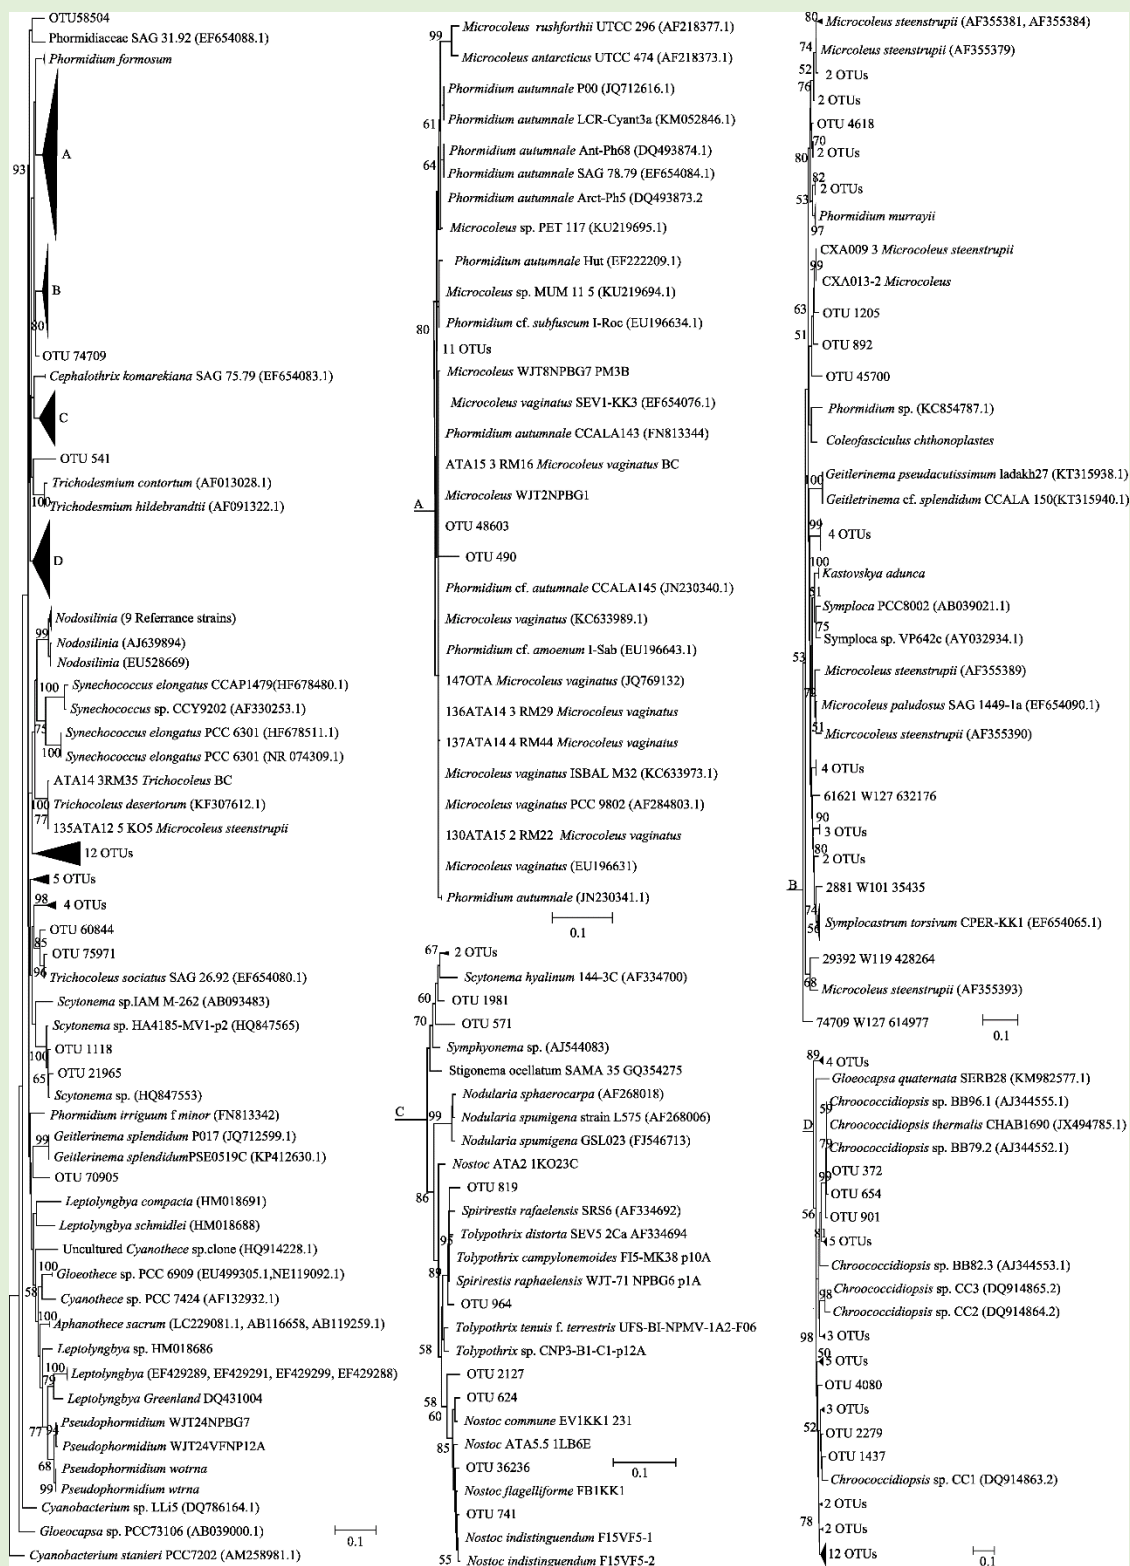 OTU58504
Phormidiaceae SAG 31.92 (EF654088.1)
Phormidium formosum
A
93
B
80
OTU 74709
Cephalothrix komarekiana SAG 75.79 (EF654083.1)
C
OTU 541
Trichodesmium contortum (AF013028.1)
100
Trichodesmium hildebrandtii (AF091322.1)
D
Nodosilinia (9 Referrance strains)
99
Nodosilinia (AJ639894)
Nodosilinia (EU528669)
100
Synechococcus elongatus CCAP1479(HF678480.1)
Synechococcus sp. CCY9202 (AF330253.1)
75
Synechococcus elongatus PCC 6301 (HF678511.1)
100
Synechococcus elongatus PCC 6301 (NR 074309.1)
ATA14 3RM35 Trichocoleus BC
100
Trichocoleus desertorum (KF307612.1)
77
135ATA12 5 KO5 Microcoleus steenstrupii
12 OTUs
5 OTUs
98
4 OTUs
OTU 60844
85
OTU 75971
96
Trichocoleus sociatus SAG 26.92 (EF654080.1)
Scytonema sp.IAM M-262 (AB093483)
Scytonema sp. HA4185-MV1-p2 (HQ847565)
OTU 1118
100
OTU 21965
65
Scytonema sp. (HQ847553)
Phormidium irriguum f minor (FN813342)
99
Geitlerinema splendidum P017 (JQ712599.1)
Geitlerinema splendidumPSE0519C (KP412630.1)
OTU 70905
Leptolyngbya compacta (HM018691)
Leptolyngbya schmidlei (HM018688)
Uncultured Cyanothece sp.clone (HQ914228.1)
100
Gloeothece sp. PCC 6909 (EU499305.1,NE119092.1)
58
Cyanothece sp. PCC 7424 (AF132932.1)
100
Aphanothece sacrum (LC229081.1, AB116658, AB119259.1)
Leptolyngbya sp. HM018686
100
Leptolyngbya (EF429289, EF429291, EF429299, EF429288)
79
Leptolyngbya Greenland DQ431004
Pseudophormidium WJT24NPBG7
77
94
Pseudophormidium WJT24VFNP12A
68
Pseudophormidium wotrna
99
Pseudophormidium wtrna
Cyanobacterium sp. LLi5 (DQ786164.1)
Gloeocapsa sp. PCC73106 (AB039000.1)
0.1
Cyanobacterium stanieri PCC7202 (AM258981.1)
Microcoleus rushforthii UTCC 296 (AF218377.1)
99
Microcoleus antarcticus UTCC 474 (AF218373.1)
Phormidium autumnale P00 (JQ712616.1)
61
Phormidium autumnale LCR-Cyant3a (KM052846.1)
Phormidium autumnale Ant-Ph68 (DQ493874.1)
64
Phormidium autumnale SAG 78.79 (EF654084.1)
Phormidium autumnale Arct-Ph5 (DQ493873.2
Microcoleus sp. PET 117 (KU219695.1)
Phormidium autumnale Hut (EF222209.1)
Microcoleus sp. MUM 11 5 (KU219694.1)
80
Phormidium cf. subfuscum I-Roc (EU196634.1)
11 OTUs
Microcoleus WJT8NPBG7 PM3B
Microcoleus vaginatus SEV1-KK3 (EF654076.1)
Phormidium autumnale CCALA143 (FN813344)
ATA15 3 RM16 Microcoleus vaginatus BC
Microcoleus WJT2NPBG1
A
OTU 48603
OTU 490
Phormidium cf. autumnale CCALA145 (JN230340.1)
Microcoleus vaginatus (KC633989.1)
Phormidium cf. amoenum I-Sab (EU196643.1)
147OTA Microcoleus vaginatus (JQ769132)
136ATA14 3 RM29 Microcoleus vaginatus
137ATA14 4 RM44 Microcoleus vaginatus
Microcoleus vaginatus ISBAL M32 (KC633973.1)
Microcoleus vaginatus PCC 9802 (AF284803.1)
130ATA15 2 RM22 Microcoleus vaginatus
Microcoleus vaginatus (EU196631)
Phormidium autumnale (JN230341.1)
0.1
67
2 OTUs
Scytonema hyalinum 144-3C (AF334700)
60
OTU 1981
70
OTU 571
Symphyonema sp. (AJ544083)
Stigonema ocellatum SAMA 35 GQ354275
Nodularia sphaerocarpa (AF268018)
C
99
Nodularia spumigena strain L575 (AF268006)
Nodularia spumigena GSL023 (FJ546713)
Nostoc ATA2 1KO23C
86
OTU 819
Spirirestis rafaelensis SRS6 (AF334692)
95
Tolypothrix distorta SEV5 2Ca AF334694
Tolypothrix campylonemoides FI5-MK38 p10A
89
Spirirestis raphaelensis WJT-71 NPBG6 p1A
OTU 964
Tolypothrix tenuis f. terrestris UFS-BI-NPMV-1A2-F06
58
Tolypothrix sp. CNP3-B1-C1-p12A
OTU 2127
58
OTU 624
60
Nostoc commune EV1KK1 231
85
Nostoc ATA5.5 1LB6E
OTU 36236
0.1
Nostoc flagelliforme FB1KK1
OTU 741
Nostoc indistinguendum F15VF5-1
55
Nostoc indistinguendum F15VF5-2
80
Microcoleus steenstrupii (AF355381, AF355384)
74
Micrcoleus steenstrupii (AF355379)
52
2 OTUs
76
2 OTUs
OTU 4618
70
80
2 OTUs
82
2 OTUs
53
Phormidium murrayii
97
CXA009 3 Microcoleus steenstrupii
99
CXA013-2 Microcoleus
63
OTU 1205
51
OTU 892
OTU 45700
Phormidium sp. (KC854787.1)
Coleofasciculus chthonoplastes
Geitlerinema pseudacutissimum ladakh27 (KT315938.1)
100
Geitletrinema cf. splendidum CCALA 150(KT315940.1)
99
4 OTUs
100
Kastovskya adunca
51
Symploca PCC8002 (AB039021.1)
75
Symploca sp. VP642c (AY032934.1)
53
Microcoleus steenstrupii (AF355389)
Microcoleus paludosus SAG 1449-1a (EF654090.1)
51
Micrcoleus steenstrupii (AF355390)
4 OTUs
61621 W127 632176
90
3 OTUs
80
2 OTUs
B
2881 W101 35435
74
Symplocastrum torsivum CPER-KK1 (EF654065.1)
56
29392 W119 428264
68
Microcoleus steenstrupii (AF355393)
74709 W127 614977
0.1
89
4 OTUs
Gloeocapsa quaternata SERB28 (KM982577.1)
59
Chroococcidiopsis sp. BB96.1 (AJ344555.1)
D
Chroococcidiopsis thermalis CHAB1690 (JX494785.1)
79
Chroococcidiopsis sp. BB79.2 (AJ344552.1)
99
OTU 372
OTU 654
56
OTU 901
81
5 OTUs
Chroococcidiopsis sp. BB82.3 (AJ344553.1)
98
Chroococcidiopsis sp. CC3 (DQ914865.2)
Chroococcidiopsis sp. CC2 (DQ914864.2)
98
3 OTUs
50
5 OTUs
OTU 4080
3 OTUs
52
OTU 2279
OTU 1437
Chroococcidiopsis sp. CC1 (DQ914863.2)
2 OTUs
78
2 OTUs
12 OTUs
0.1